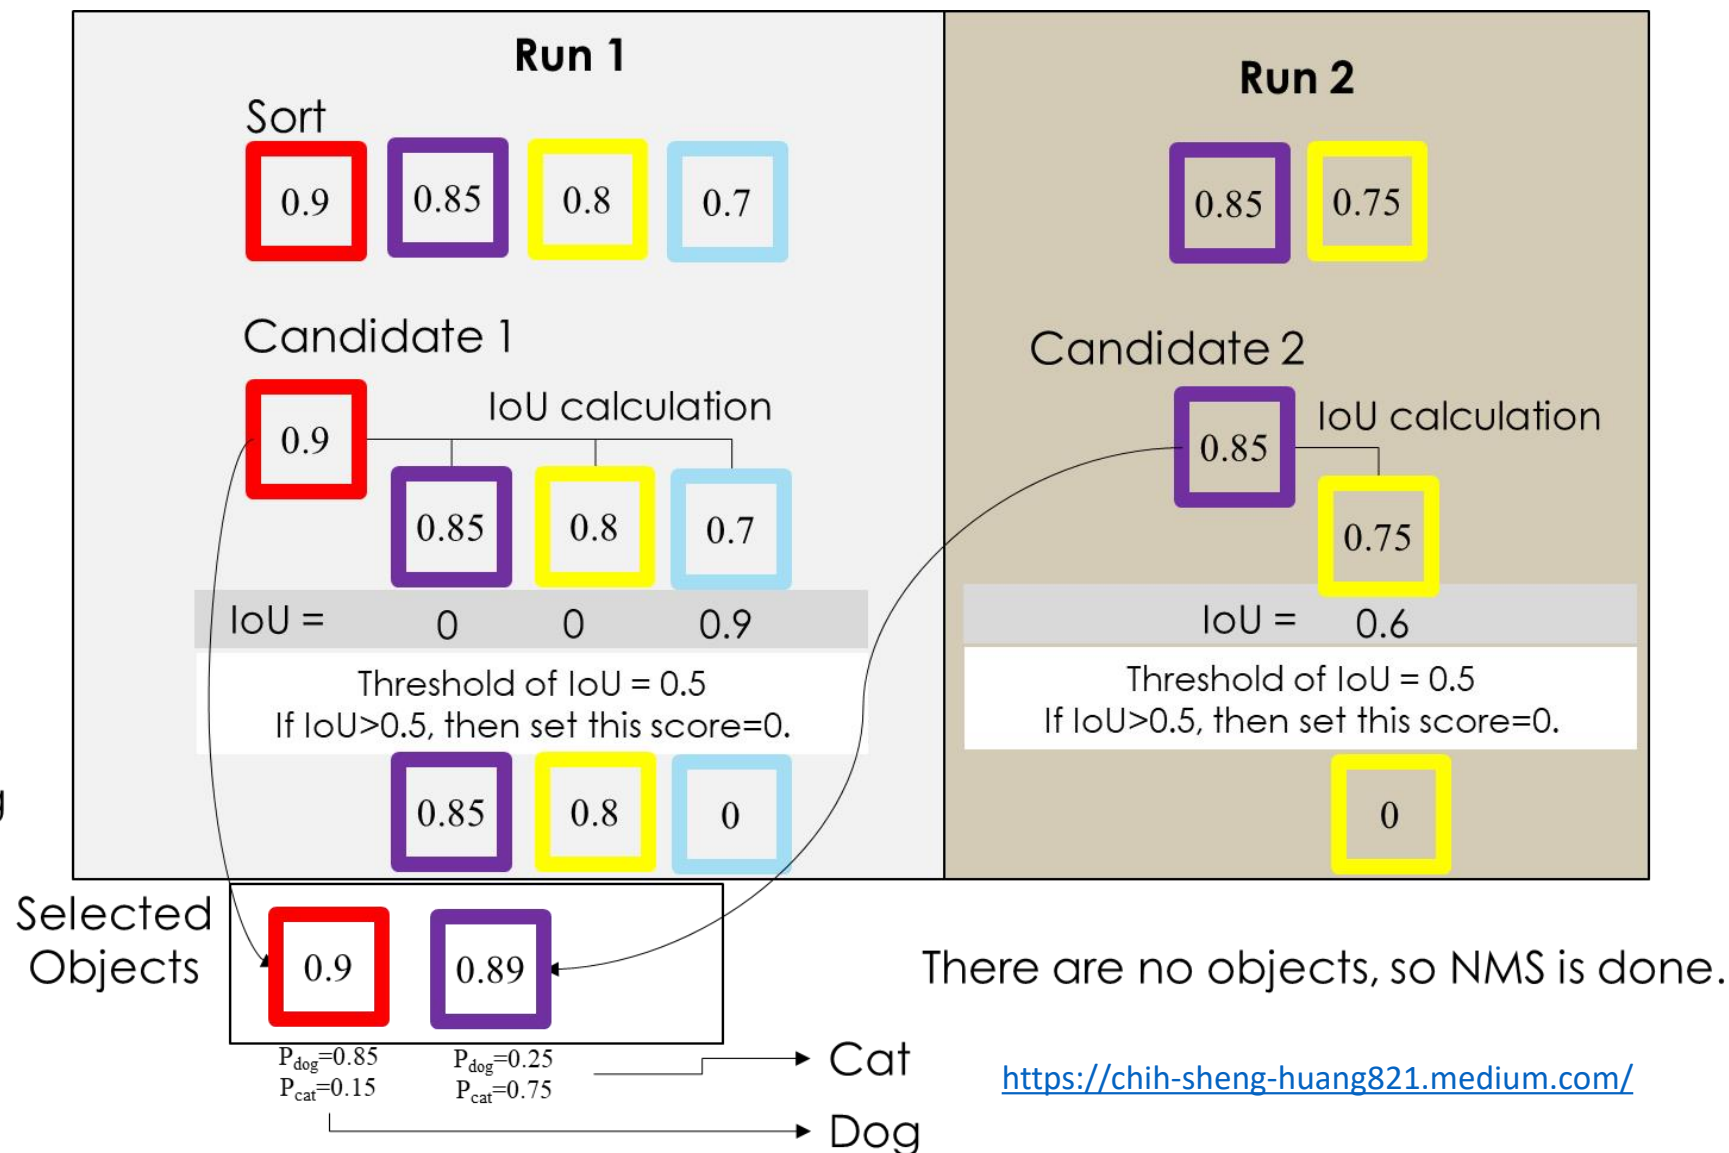 Run 1
Sort
0.9 0.85 0.8 0.7
Candidate 1
0.9
IoU calculation
0.85 0.8 0.7
IoU = 0 0 0.9
Threshold of IoU = 0.5
If IoU>0.5, then set this score=0.
0.85 0.8 0
Run 2
0.85 0.75
Candidate 2
0.85
IoU calculation
0.75
IoU = 0.6
Threshold of IoU = 0.5
If IoU>0.5, then set this score=0.
0
g
Selected
Objects
0.9 0.89
P_dog=0.85
P_cat=0.15
P_dog=0.25
P_cat=0.75
Cat
Dog
There are no objects, so NMS is done.
https://chih-sheng-huang821.medium.com/